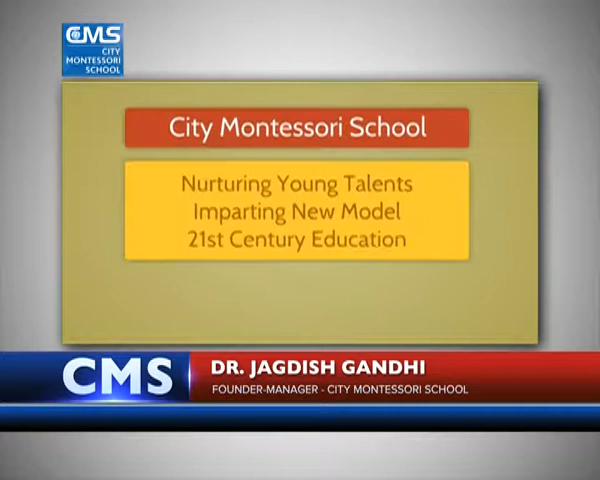 CMS
CITY
MONTESSORI
SCHOOL
City Montessori School
Nurturing Young Talents
Imparting New Model
21st Century Education
CMS
DR. JAGDISH GANDHI
FOUNDER-MANAGER - CITY MONTESSORI SCHOOL